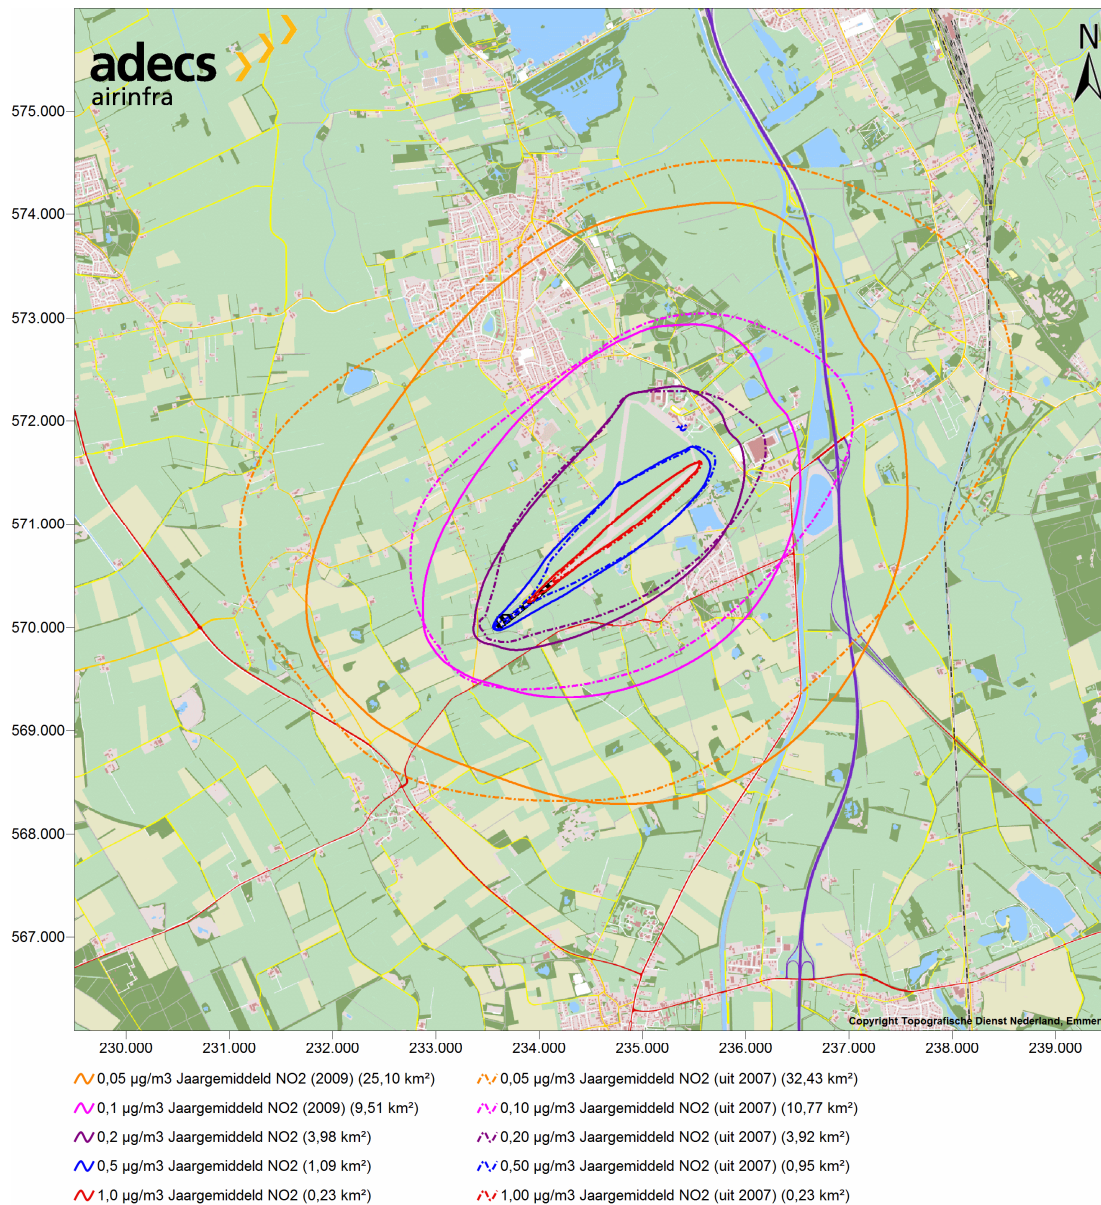 adecs
airinfra
N
575.000
574.000
573.000
572.000
571.000
570.000
569.000
568.000
567.000
Copyright Topografische Dienst Nederland, Emmen
230.000 231.000 232.000 233.000 234.000 235.000 236.000 237.000 238.000 239.000
0,05 µg/m3 Jaargemiddeld NO2 (2009) (25,10 km²) 0,05 µg/m3 Jaargemiddeld NO2 (uit 2007) (32,43 km²)
0,1 µg/m3 Jaargemiddeld NO2 (2009) (9,51 km²) 0,10 µg/m3 Jaargemiddeld NO2 (uit 2007) (10,77 km²)
0,2 µg/m3 Jaargemiddeld NO2 (3,98 km²) 0,20 µg/m3 Jaargemiddeld NO2 (uit 2007) (3,92 km²)
0,5 µg/m3 Jaargemiddeld NO2 (1,09 km²) 0,50 µg/m3 Jaargemiddeld NO2 (uit 2007) (0,95 km²)
1,0 µg/m3 Jaargemiddeld NO2 (0,23 km²) 1,00 µg/m3 Jaargemiddeld NO2 (uit 2007) (0,23 km²)